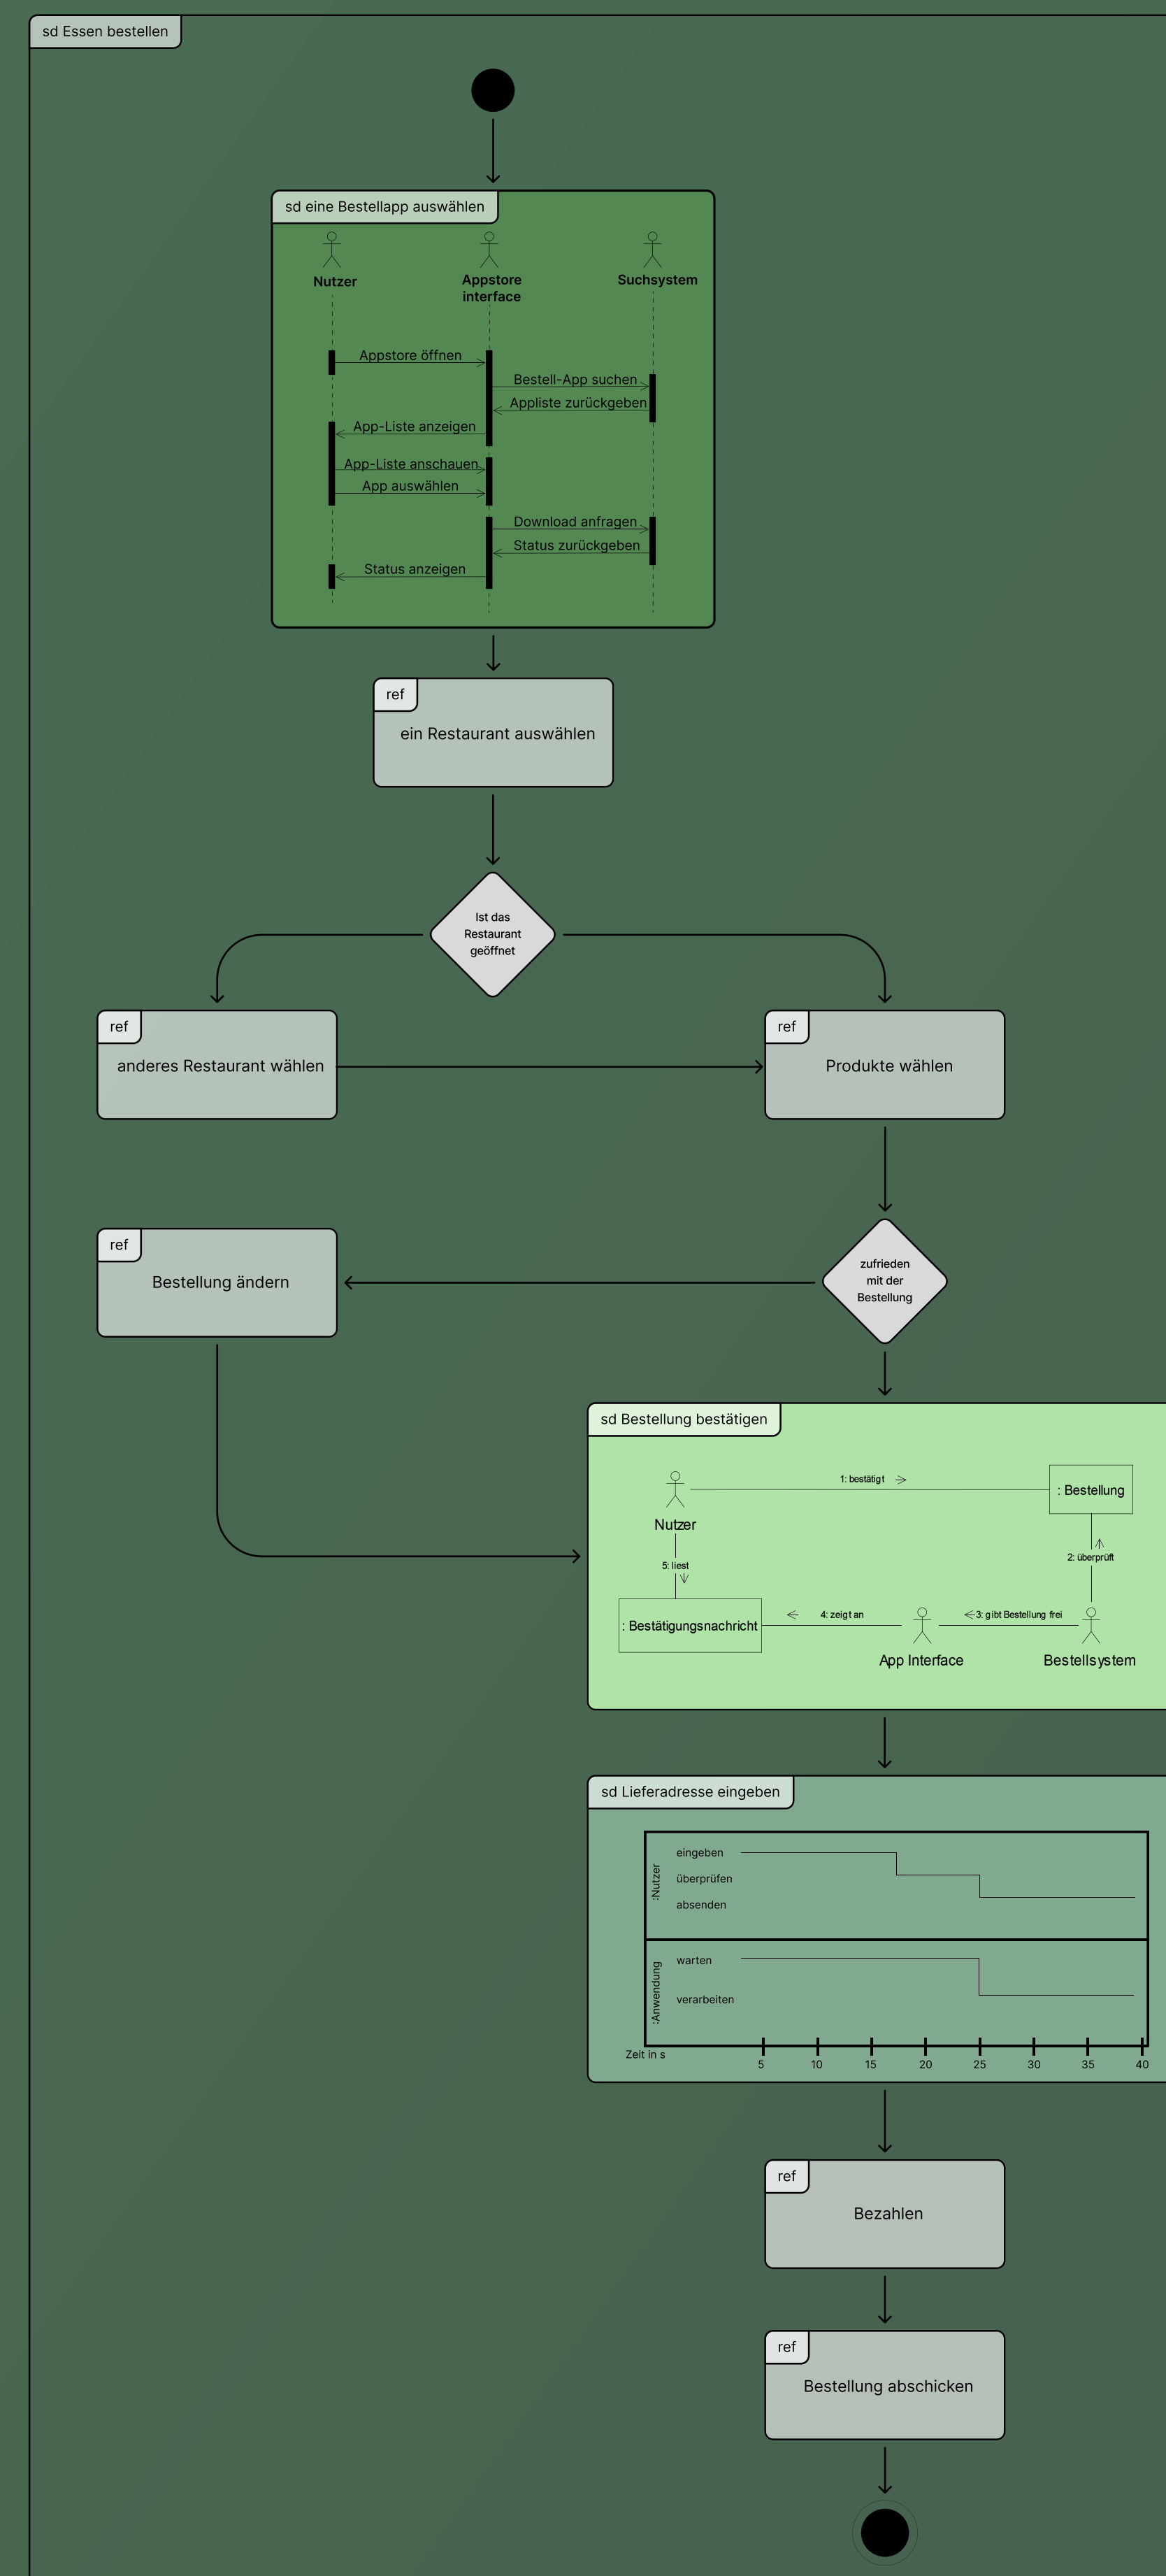 sd Essen bestellen
sd eine Bestellapp auswählen
Nutzer
Appstore
interface
Suchsystem
Appstore öffnen
Bestell-App suchen
Appliste zurückgeben
App-Liste anzeigen
App-Liste anschauen
App auswählen
Download anfragen
Status zurückgeben
Status anzeigen
ref
ein Restaurant auswählen
Ist das
Restaurant
geöffnet
ref
anderes Restaurant wählen
ref
Produkte wählen
ref
Bestellung ändern
zufrieden
mit der
Bestellung
sd Bestellung bestätigen
1: bestätigt
: Bestellung
Nutzer
2: überprüft
5: liest
4: zeigt an
3: gibt Bestellung frei
: Bestätigungsnachricht
App Interface
Bestellsystem
sd Lieferadresse eingeben
:Nutzer
eingeben
überprüfen
absenden
:Anwendung
warten
verarbeiten
Zeit in s
5 10 15 20 25 30 35 40
ref
Bezahlen
ref
Bestellung abschicken